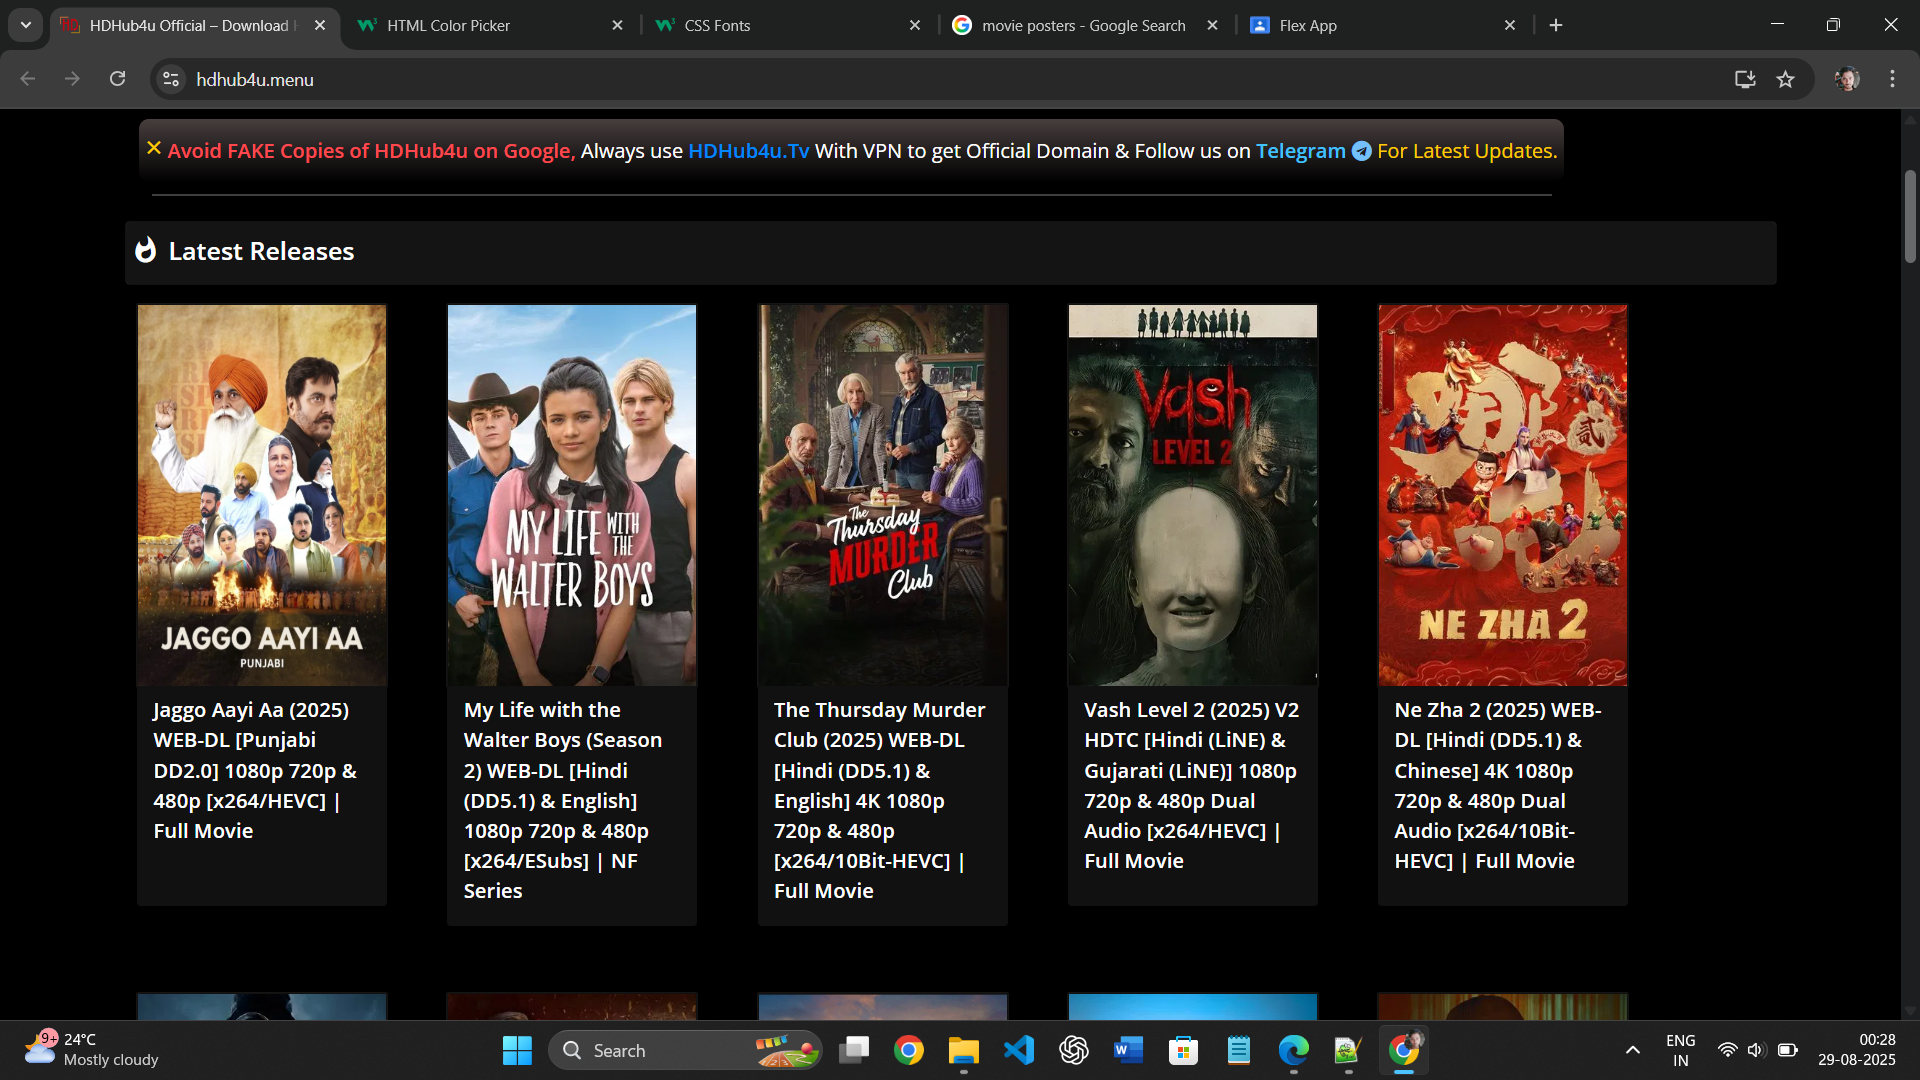 HDHub4u Official – Download H
HTML Color Picker
CSS Fonts
movie posters - Google Search
Flex App
hdhub4u.menu
Avoid FAKE Copies of HDHub4u on Google, Always use HDHub4u.Tv With VPN to get Official Domain & Follow us on Telegram For Latest Updates.
Latest Releases
JAGGO AAYI AA
PUNJABI
MY LIFE WITH
THE
WALTER BOYS
The
Thursday
MURDER
Club
Vash
LEVEL 2
贰
NE ZHA 2
Jaggo Aayi Aa (2025)
WEB-DL [Punjabi
DD2.0] 1080p 720p &
480p [x264/HEVC] |
Full Movie
My Life with the
Walter Boys (Season
2) WEB-DL [Hindi
(DD5.1) & English]
1080p 720p & 480p
[x264/ESubs] | NF
Series
The Thursday Murder
Club (2025) WEB-DL
[Hindi (DD5.1) &
English] 4K 1080p
720p & 480p
[x264/10Bit-HEVC] |
Full Movie
Vash Level 2 (2025) V2
HDTC [Hindi (LiNE) &
Gujarati (LiNE)] 1080p
720p & 480p Dual
Audio [x264/HEVC] |
Full Movie
Ne Zha 2 (2025) WEB-
DL [Hindi (DD5.1) &
Chinese] 4K 1080p
720p & 480p Dual
Audio [x264/10Bit-
HEVC] | Full Movie
9+
24°C
Mostly cloudy
Search
ENG
IN
00:28
29-08-2025